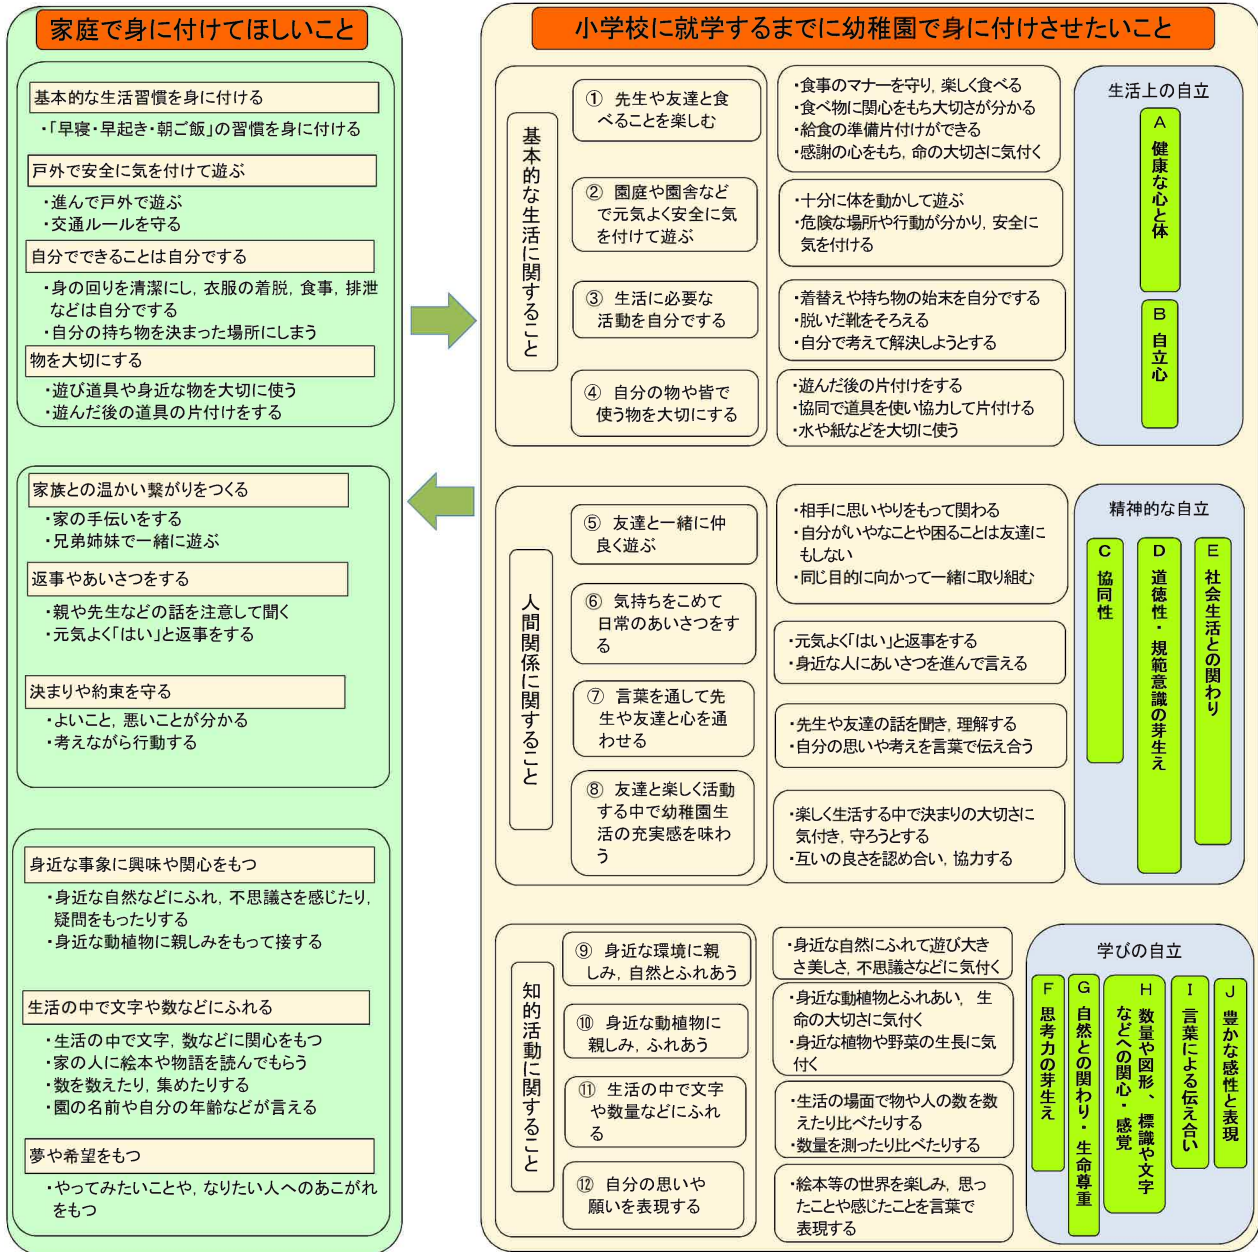 家庭で身に付けてほしいこと
基本的な生活習慣を身に付ける
・「早寝・早起き・朝ご飯」の習慣を身に付ける
戸外で安全に気を付けて遊ぶ
・進んで戸外で遊ぶ
・交通ルールを守る
自分でできることは自分でする
・身の回りを清潔にし，衣服の着脱，食事，排泄
などは自分でする
・自分の持ち物を決まった場所にしまう
物を大切にする
・遊び道具や身近な物を大切に使う
・遊んだ後の道具の片付けをする
家族との温かい繋がりをつくる
・家の手伝いをする
・兄弟姉妹で一緒に遊ぶ
返事やあいさつをする
・親や先生などの話を注意して聞く
・元気よく「はい」と返事をする
決まりや約束を守る
・よいこと，悪いことが分かる
・考えながら行動する
身近な事象に興味や関心をもつ
・身近な自然などにふれ，不思議さを感じたり，
疑問をもったりする
・身近な動植物に親しみをもって接する
生活の中で文字や数などにふれる
・生活の中で文字，数などに関心をもつ
・家の人に絵本や物語を読んでもらう
・数を数えたり，集めたりする
・園の名前や自分の年齢などが言える
夢や希望をもつ
・やってみたいことや，なりたい人へのあこがれ
をもつ
小学校に就学するまでに幼稚園で身に付けさせたいこと
基本的な生活に関すること
① 先生や友達と食
べることを楽しむ
・食事のマナーを守り，楽しく食べる
・食べ物に関心をもち大切さが分かる
・給食の準備片付けができる
・感謝の心をもち，命の大切さに気付く
② 園庭や園舎など
で元気よく安全に気
を付けて遊ぶ
・十分に体を動かして遊ぶ
・危険な場所や行動が分かり，安全に
気を付ける
③ 生活に必要な
活動を自分でする
・着替えや持ち物の始末を自分でする
・脱いだ靴をそろえる
・自分で考えて解決しようとする
④ 自分の物や皆で
使う物を大切にする
・遊んだ後の片付けをする
・協同で道具を使い協力して片付ける
・水や紙などを大切に使う
生活上の自立
A 健康な心と体
B 自立心
人間関係に関すること
⑤ 友達と一緒に仲
良く遊ぶ
・相手に思いやりをもって関わる
・自分がいやなことや困ることは友達に
もしない
・同じ目的に向かって一緒に取り組む
⑥ 気持ちをこめて
日常のあいさつをす
る
・元気よく「はい」と返事をする
・身近な人にあいさつを進んで言える
⑦ 言葉を通して先
生や友達と心を通
わせる
・先生や友達の話を聞き，理解する
・自分の思いや考えを言葉で伝え合う
⑧ 友達と楽しく活動
する中で幼稚園生
活の充実感を味わ
う
・楽しく生活する中で決まりの大切さに
気付き，守ろうとする
・互いの良さを認め合い，協力する
精神的な自立
C 協同性
D 道徳性・規範意識の芽生え
E 社会生活との関わり
知的活動に関すること
⑨ 身近な環境に親
しみ，自然とふれあう
・身近な自然にふれて遊び大き
さ美しさ，不思議さなどに気付く
⑩ 身近な動植物に
親しみ，ふれあう
・身近な動植物とふれあい，生
命の大切さに気付く
・身近な植物や野菜の生長に気
付く
⑪ 生活の中で文字
や数量などにふれ
る
・生活の場面で物や人の数を数
えたり比べたりする
・数量を測ったり比べたりする
⑫ 自分の思いや
願いを表現する
・絵本等の世界を楽しみ，思っ
たことや感じたことを言葉で
表現する
学びの自立
F 思考力の芽生え
G 自然との関わり・生命尊重
H 数量や図形、標識や文字
などへの関心・感覚
I 言葉による伝え合い
J 豊かな感性と表現